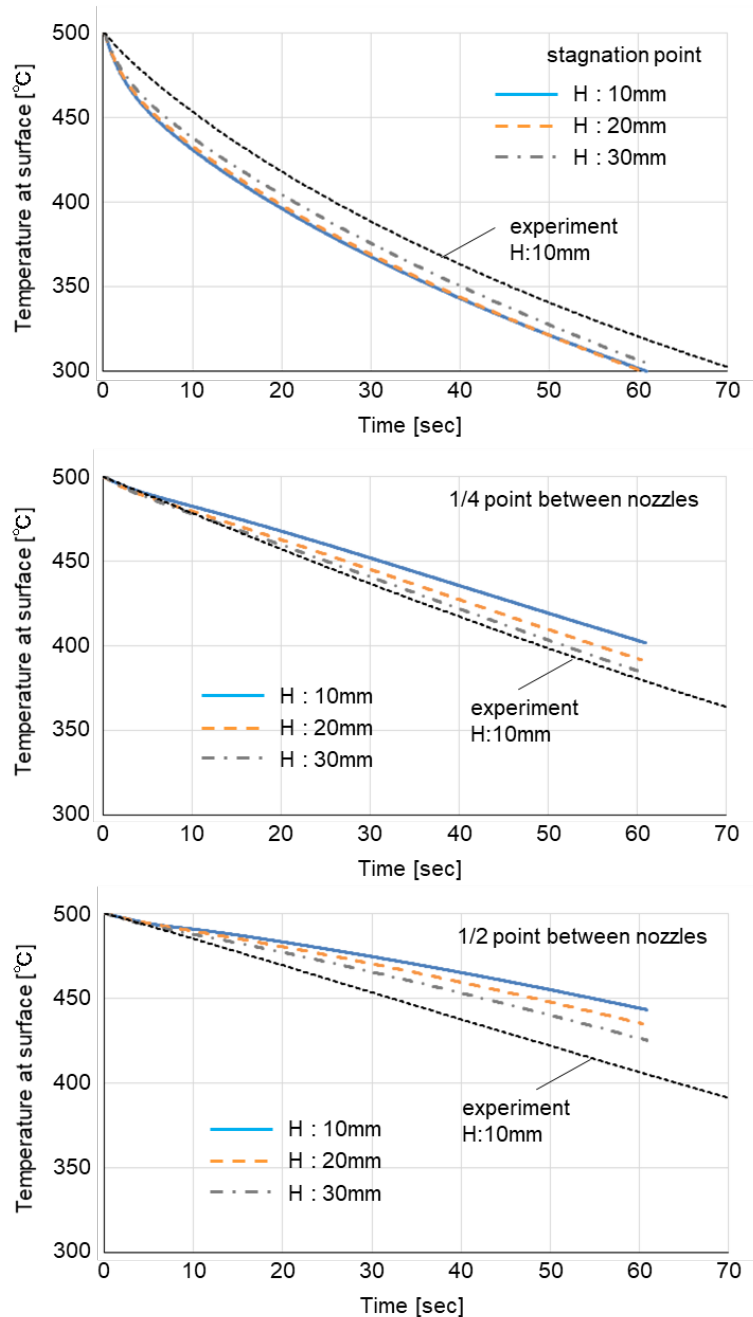 Temperature at surface [℃]
500
450
400
350
300
stagnation point
H : 10mm
H : 20mm
H : 30mm
experiment
H:10mm
0 10 20 30 40 50 60 70
Time [sec]
Temperature at surface [℃]
500
450
400
350
300
1/4 point between nozzles
H : 10mm
H : 20mm
H : 30mm
experiment
H:10mm
0 10 20 30 40 50 60 70
Time [sec]
Temperature at surface [℃]
500
450
400
350
300
1/2 point between nozzles
experiment
H:10mm
H : 10mm
H : 20mm
H : 30mm
0 10 20 30 40 50 60 70
Time [sec]